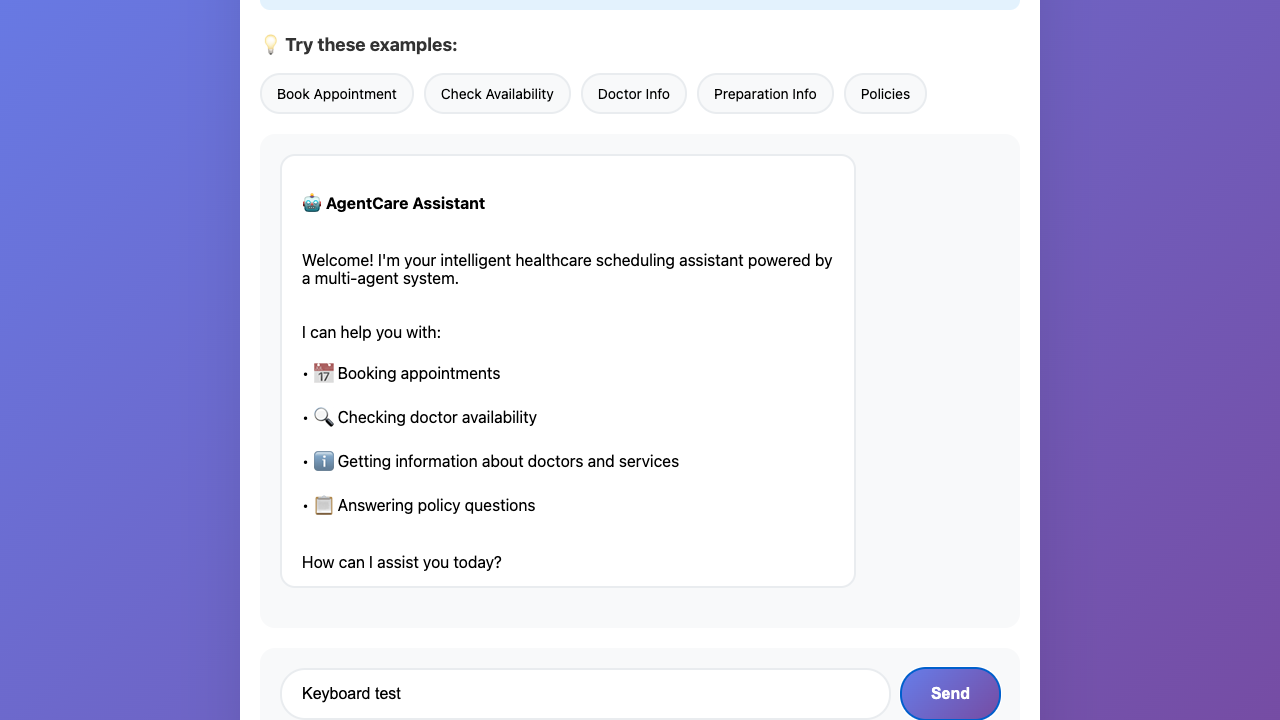 💡 Try these examples:
Book Appointment
Check Availability
Doctor Info
Preparation Info
Policies
🤖 AgentCare Assistant
Welcome! I'm your intelligent healthcare scheduling assistant powered by
a multi-agent system.
I can help you with:
• 📅 Booking appointments
• 🔍 Checking doctor availability
• ℹ️ Getting information about doctors and services
• 📋 Answering policy questions
How can I assist you today?
Keyboard test
Send